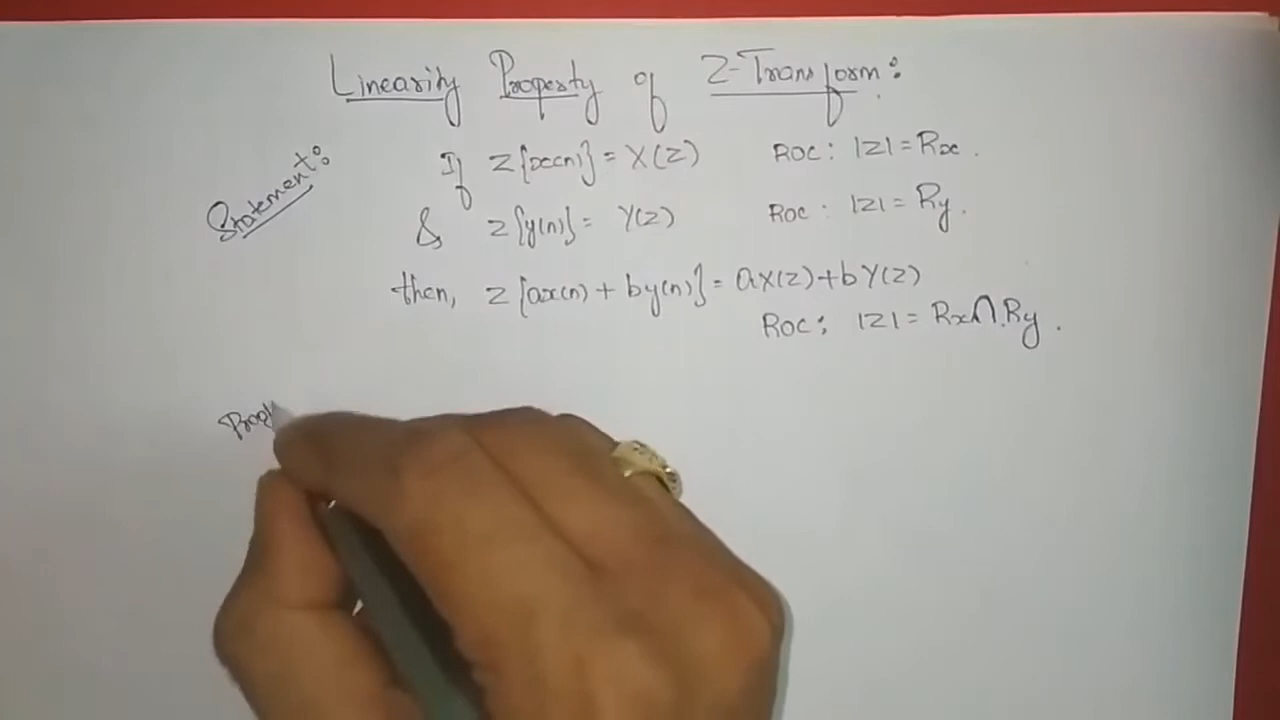 Linearity Property of Z-Transform:
Statement:
If Z{x(n)} = X(Z) ROC: |Z| = Rx.
& Z{y(n)} = Y(Z) ROC: |Z| = Ry.
then, Z{ax(n) + by(n)} = aX(Z)+bY(Z)
ROC: |Z| = Rx∩Ry.